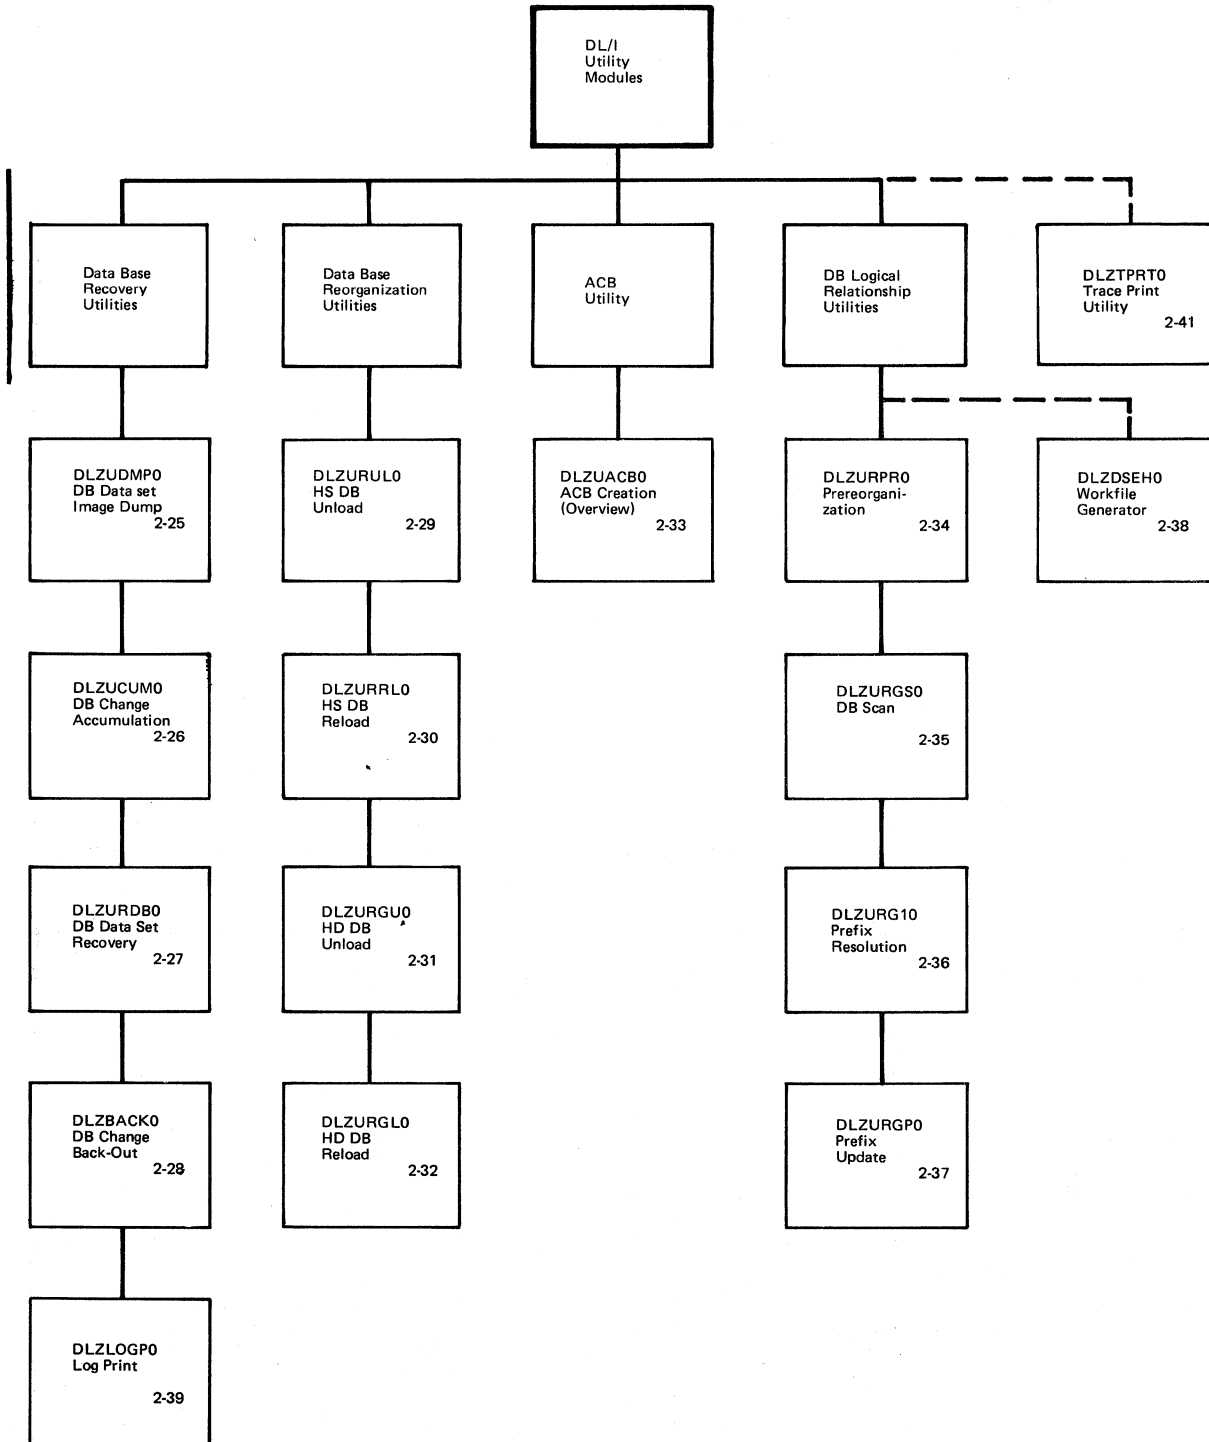 DL/I
Utility
Modules
Data Base
Recovery
Utilities
Data Base
Reorganization
Utilities
ACB
Utility
DB Logical
Relationship
Utilities
DLZTPRT0
Trace Print
Utility
2-41
DLZUDMP0
DB Data set
Image Dump
2-25
DLZURUL0
HS DB
Unload
2-29
DLZUACB0
ACB Creation
(Overview)
2-33
DLZURPR0
Prereorgani-
zation
2-34
DLZDSEH0
Workfile
Generator
2-38
DLZUCUM0
DB Change
Accumulation
2-26
DLZURRL0
HS DB
Reload
2-30
DLZURGS0
DB Scan
2-35
DLZURDB0
DB Data Set
Recovery
2-27
DLZURGU0
HD DB
Unload
2-31
DLZURG10
Prefix
Resolution
2-36
DLZBACK0
DB Change
Back-Out
2-28
DLZURGL0
HD DB
Reload
2-32
DLZURGP0
Prefix
Update
2-37
DLZLOGP0
Log Print
2-39